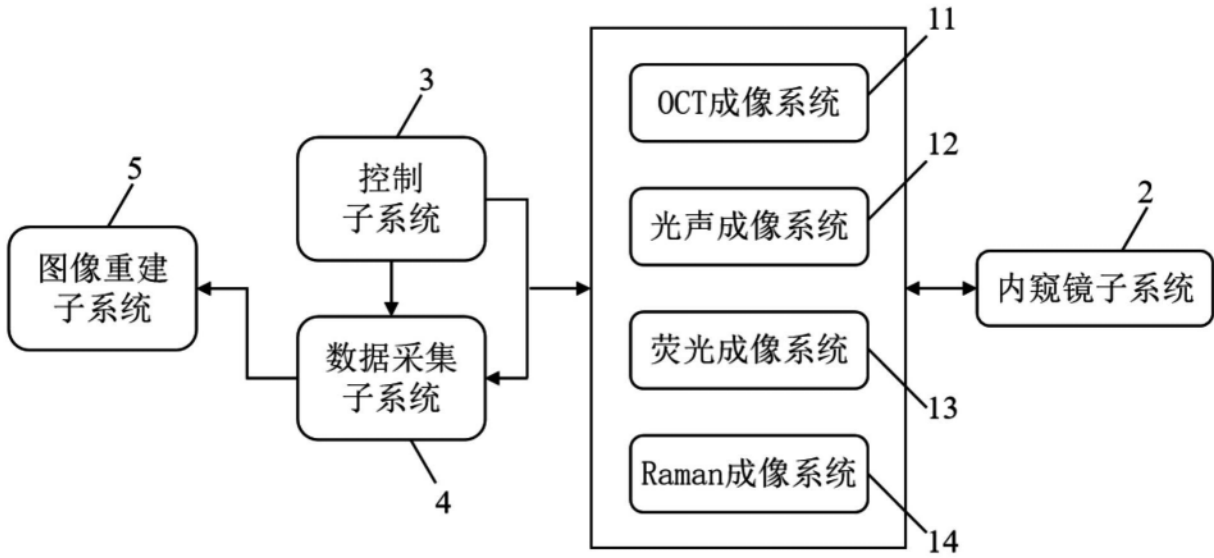 11
OCT成像系统
3
控制
子系统
12
光声成像系统
5
图像重建
子系统
2
内窥镜子系统
数据采集
子系统
4
荧光成像系统
13
Raman成像系统
14